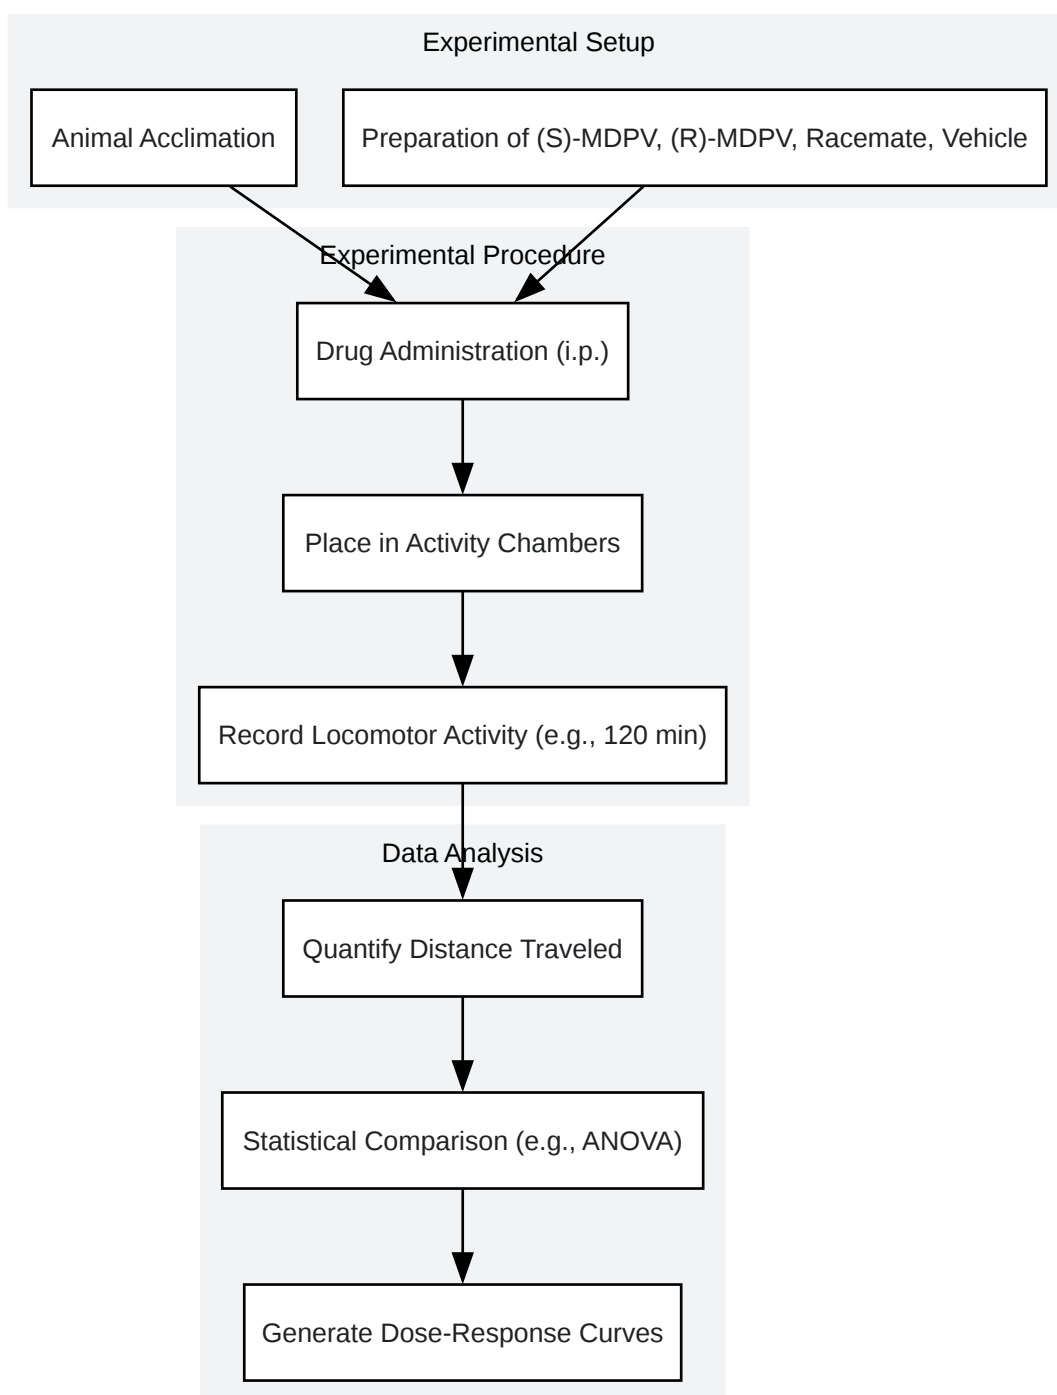 Experimental Setup
Animal Acclimation
Preparation of (S)-MDPV, (R)-MDPV, Racemate, Vehicle
Experimental Procedure
Drug Administration (i.p.)
Place in Activity Chambers
Record Locomotor Activity (e.g., 120 min)
Data Analysis
Quantify Distance Traveled
Statistical Comparison (e.g., ANOVA)
Generate Dose-Response Curves